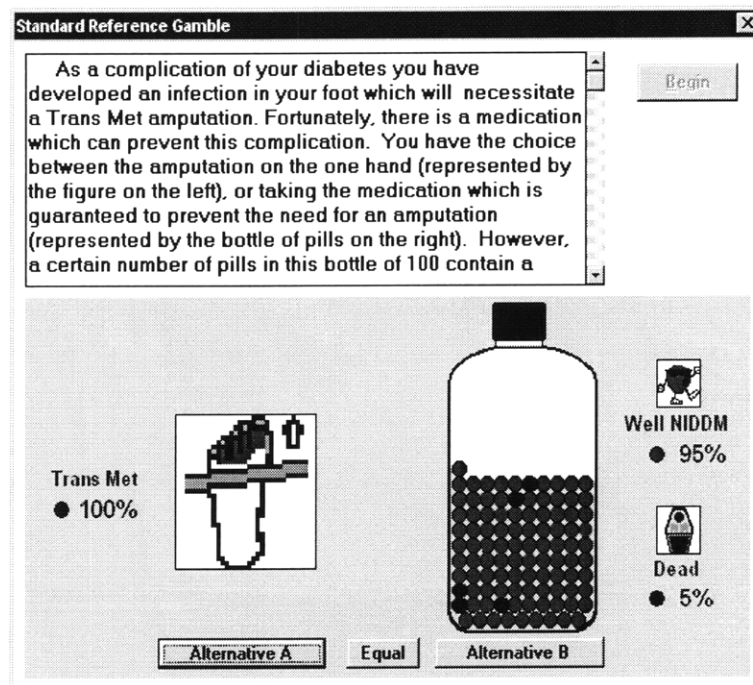 Standard Reference Gamble
As a complication of your diabetes you have
developed an infection in your foot which will necessitate
a Trans Met amputation. Fortunately, there is a medication
which can prevent this complication. You have the choice
between the amputation on the one hand (represented by
the figure on the left), or taking the medication which is
guaranteed to prevent the need for an amputation
(represented by the bottle of pills on the right). However,
a certain number of pills in this bottle of 100 contain a
Begin
Trans Met
100%
Well NIDDM
95%
Dead
5%
Alternative A
Equal
Alternative B